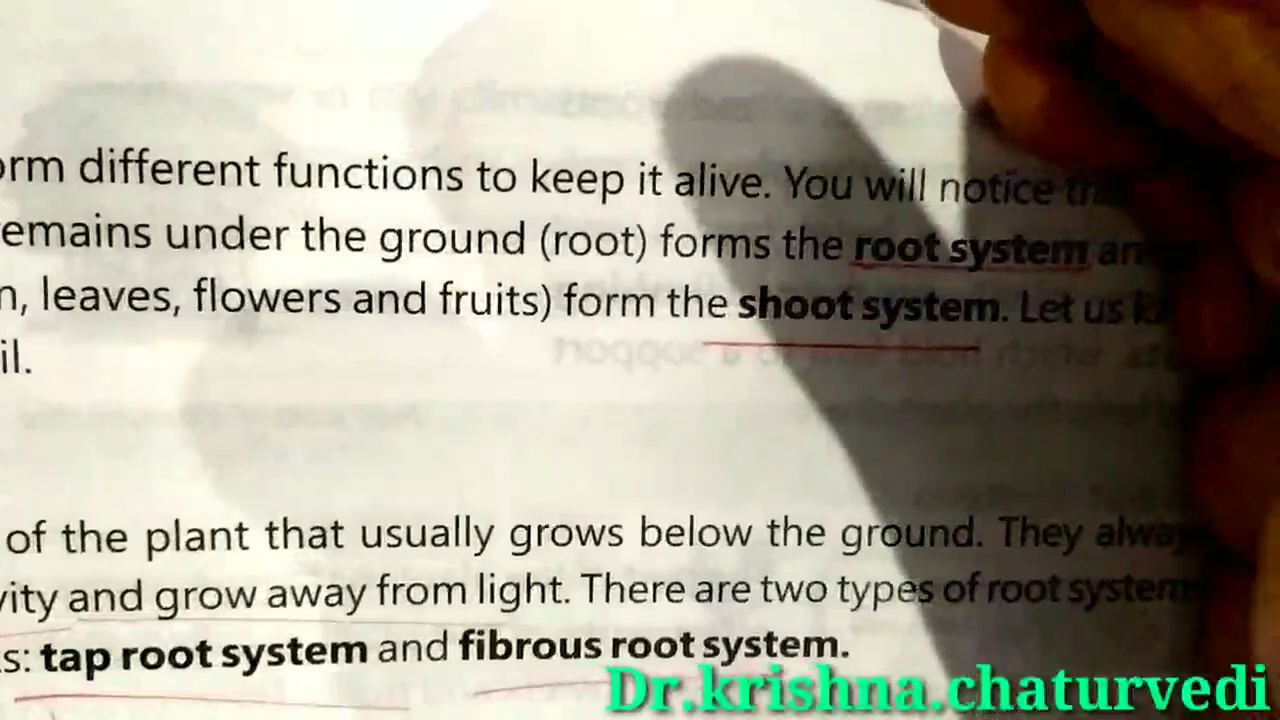 orm different functions to keep it alive. You will notice
emains under the ground (root) forms the root system
n, leaves, flowers and fruits) form the shoot system. Let us
il.
of the plant that usually grows below the ground. They
vity and grow away from light. There are two types of root system
s: tap root system and fibrous root system.
Dr.krishna.chaturvedi